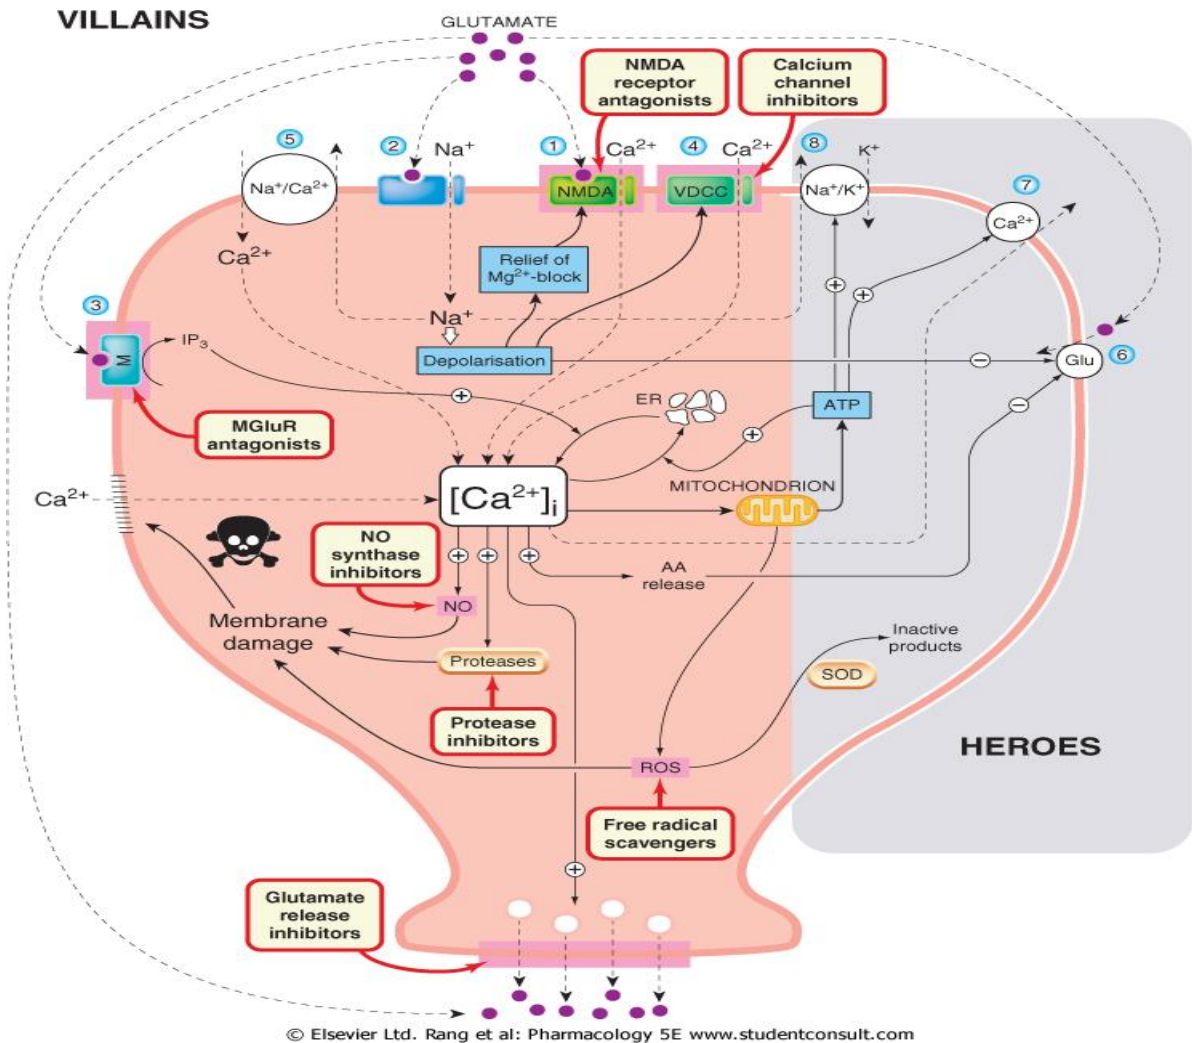 VILLAINS
GLUTAMATE
NMDA
receptor
antagonists
Calcium
channel
inhibitors
5
2
Na⁺
1
Ca²⁺
4
Ca²⁺
8
K⁺
7
Na⁺/Ca²⁺
NMDA
VDCC
Na⁺/K⁺
Ca²⁺
Ca²⁺
Relief of
Mg²⁺-block
3
Na⁺
M
IP₃
Depolarisation
−
Glu
6
+
+
+
ER
ATP
−
MGluR
antagonists
+
Ca²⁺
[Ca²⁺]ᵢ
MITOCHONDRION
NO
synthase
inhibitors
+
+
+
AA
release
NO
Membrane
damage
Proteases
Inactive
products
SOD
Protease
inhibitors
HEROES
ROS
Free radical
scavengers
+
Glutamate
release
inhibitors
© Elsevier Ltd. Rang et al: Pharmacology 5E www.studentconsult.com